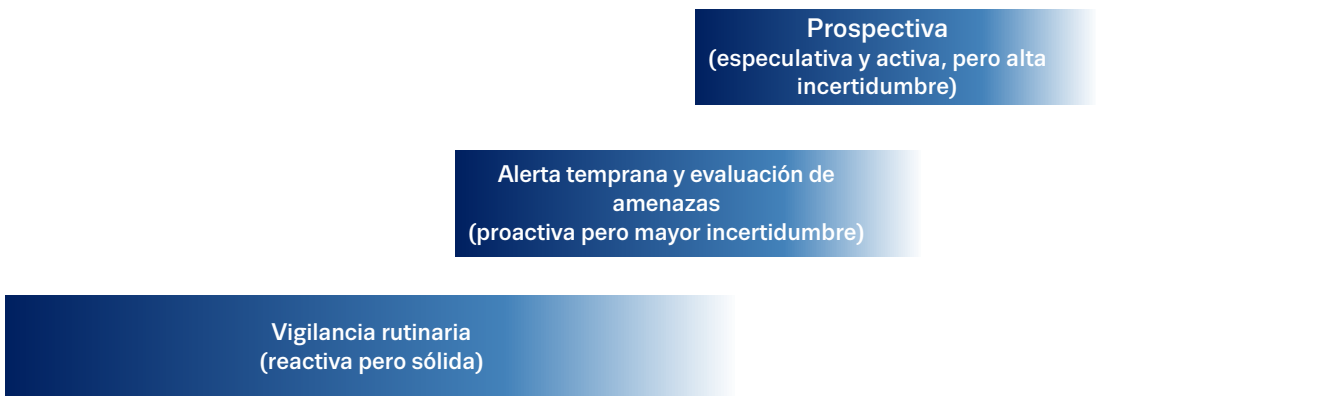 Prospectiva
(especulativa y activa, pero alta
incertidumbre)
Alerta temprana y evaluación de
amenazas
(proactiva pero mayor incertidumbre)
Vigilancia rutinaria
(reactiva pero sólida)